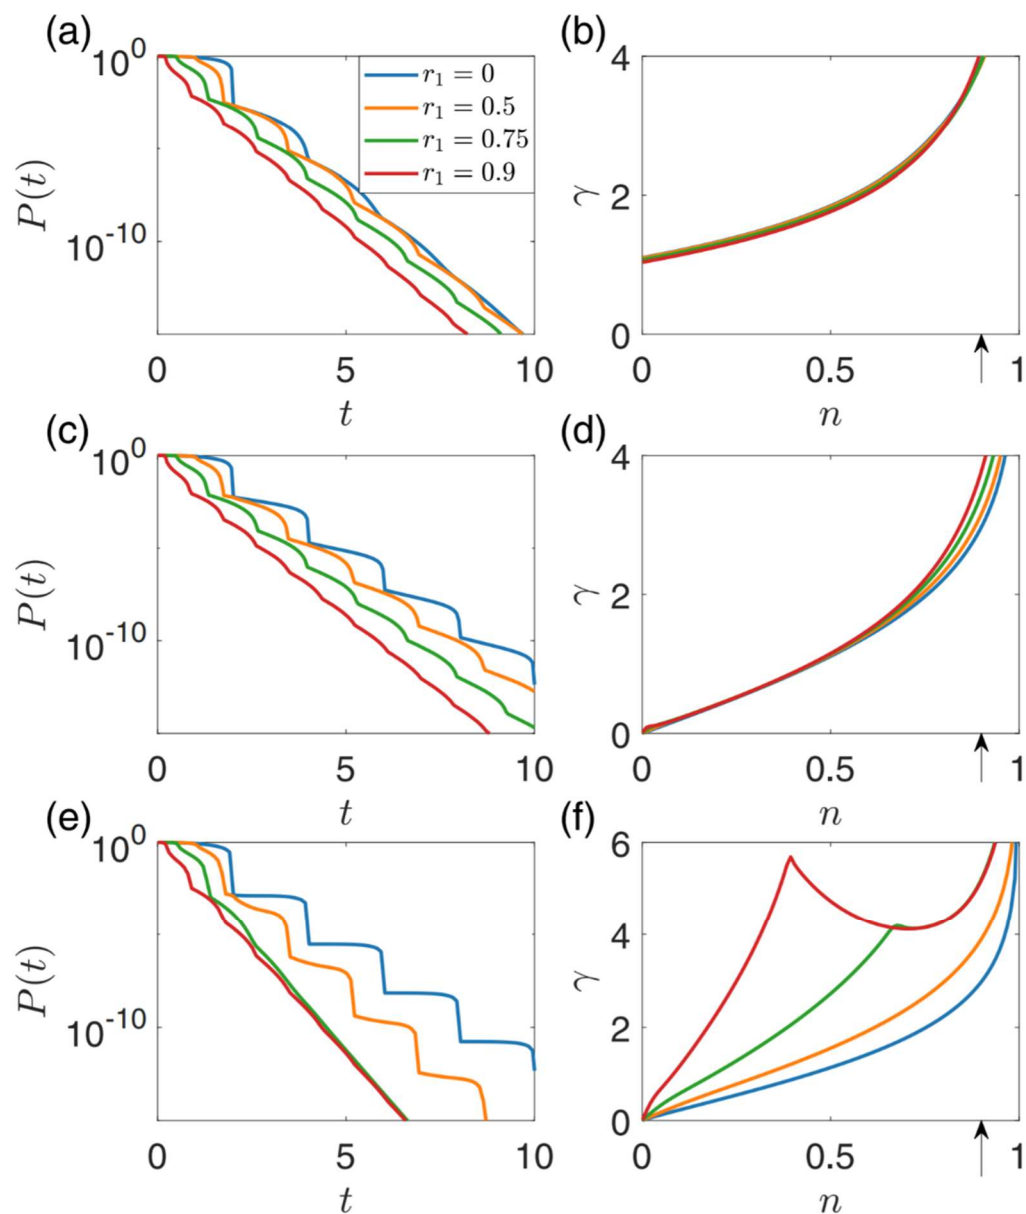 (a)
10^0
10^-10
P(t)
0 5 10
t
r_1 = 0
r_1 = 0.5
r_1 = 0.75
r_1 = 0.9
(b)
4
2
0
γ
0 0.5 1
n
(c)
10^0
10^-10
P(t)
0 5 10
t
(d)
4
2
0
γ
0 0.5 1
n
(e)
10^0
10^-10
P(t)
0 5 10
t
(f)
6
4
2
0
γ
0 0.5 1
n